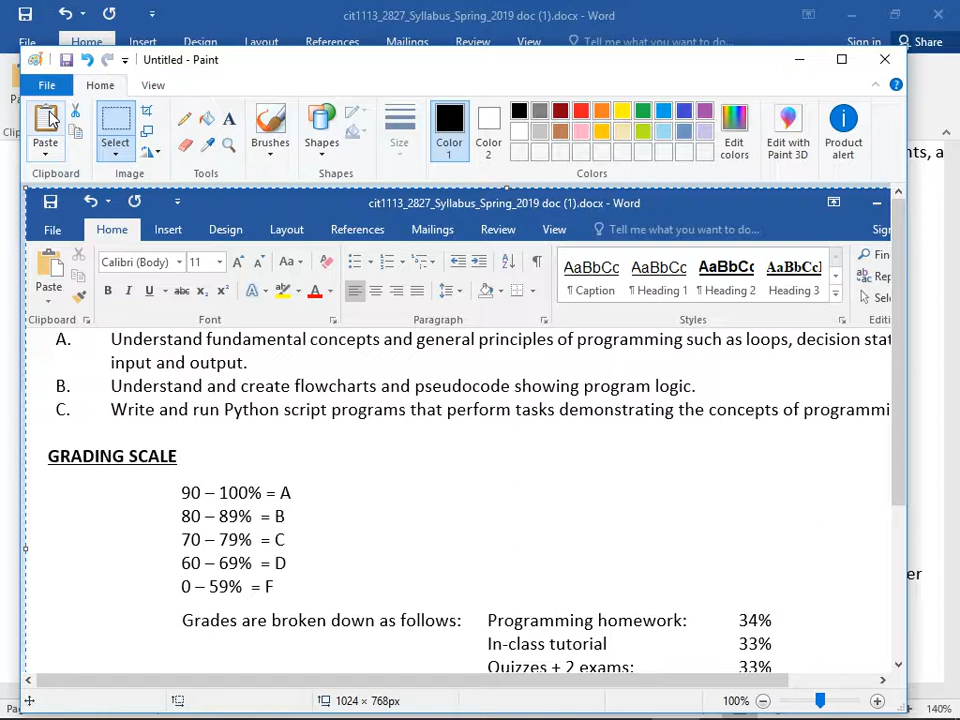 cit1113_2827_Syllabus_Spring_2019 doc (1).docx - Word
File Home Insert Design Layout References Mailings Review View Tell me what you want to do... Sign in Share
Untitled - Paint
File Home View
Paste Select Brushes Shapes Size Color 1 Color 2 Edit colors Edit with Paint 3D Product alert
Clipboard Image Tools Shapes Colors
cit1113_2827_Syllabus_Spring_2019 doc (1).docx - Word
File Home Insert Design Layout References Mailings Review View Tell me what you want to do...
Calibri (Body) 11 Aa
Paste B I U abc X₂ X² A ab A
AaBbCc AaBbCc AaBbCc AaBbCc
¶ Caption ¶ Heading 1 ¶ Heading 2 Heading 3
Clipboard Font Paragraph Styles
A. Understand fundamental concepts and general principles of programming such as loops, decision
input and output.
B. Understand and create flowcharts and pseudocode showing program logic.
C. Write and run Python script programs that perform tasks demonstrating the concepts of
GRADING SCALE
90 – 100% = A
80 – 89% = B
70 – 79% = C
60 – 69% = D
0 – 59% = F
Grades are broken down as follows: Programming homework: 34%
In-class tutorial 33%
Quizzes + 2 exams: 33%
1024 × 768px 100%
140%